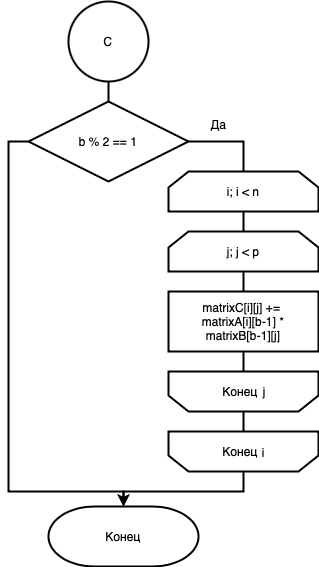 C
b % 2 == 1
Да
i; i < n
j; j < p
matrixC[i][j] +=
matrixA[i][b-1] *
matrixB[b-1][j]
Конец j
Конец i
Конец